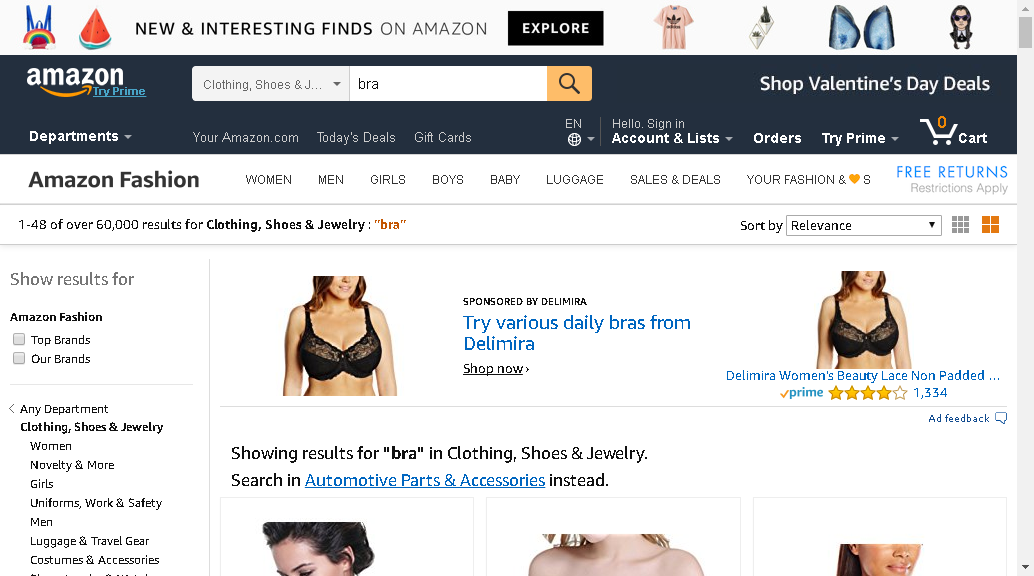 NEW & INTERESTING FINDS ON AMAZON EXPLORE
amazon
Try Prime
Clothing, Shoes & J... bra
Shop Valentine's Day Deals
Departments
Your Amazon.com Today's Deals Gift Cards
EN
Hello. Sign in
Account & Lists
Orders
Try Prime
0
Cart
Amazon Fashion
WOMEN MEN GIRLS BOYS BABY LUGGAGE SALES & DEALS YOUR FASHION & S
FREE RETURNS
Restrictions Apply
1-48 of over 60,000 results for Clothing, Shoes & Jewelry : "bra"
Sort by Relevance
Show results for
Amazon Fashion
Top Brands
Our Brands
Any Department
Clothing, Shoes & Jewelry
Women
Novelty & More
Girls
Uniforms, Work & Safety
Men
Luggage & Travel Gear
Costumes & Accessories
SPONSORED BY DELIMIRA
Try various daily bras from
Delimira
Shop now ›
Delimira Women's Beauty Lace Non Padded ...
prime 1,334
Ad feedback
Showing results for "bra" in Clothing, Shoes & Jewelry.
Search in Automotive Parts & Accessories instead.